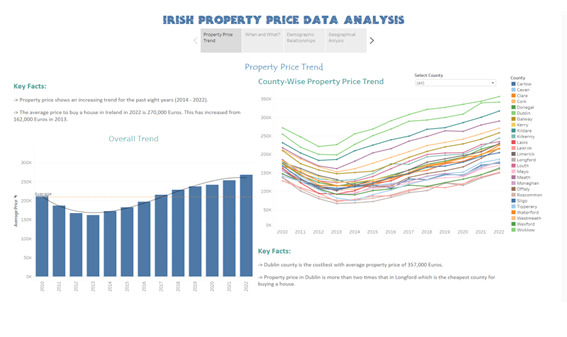 IRISH PROPERTY PRICE DATA ANALYSIS
Property Price Trend
When and What?
Demographic Relationships
Geographical Anlysis
Property Price Trend
Key Facts:
-> Property price shows an increasing trend for the past eight years (2014 - 2022).
-> The average price to buy a house in Ireland in 2022 is 270,000 Euros. This has increased from
162,000 Euros in 2013.
Overall Trend
Average Price
300K
250K
200K
150K
100K
50K
0K
Average
2010
2011
2012
2013
2014
2015
2016
2017
2018
2019
2020
2021
2022
County-Wise Property Price Trend
Select County
(All)
350K
300K
250K
200K
150K
100K
50K
0K
2010 2011 2012 2013 2014 2015 2016 2017 2018 2019 2020 2021 2022
County
Carlow
Cavan
Clare
Cork
Donegal
Dublin
Galway
Kerry
Kildare
Kilkenny
Laois
Leitrim
Limerick
Longford
Louth
Mayo
Meath
Monaghan
Offaly
Roscommon
Sligo
Tipperary
Waterford
Westmeath
Wexford
Wicklow
Key Facts:
-> Dublin county is the costliest with average property price of 357,000 Euros.
-> Property price in Dublin is more than two times that in Longford which is the cheapest county for
buying a house.